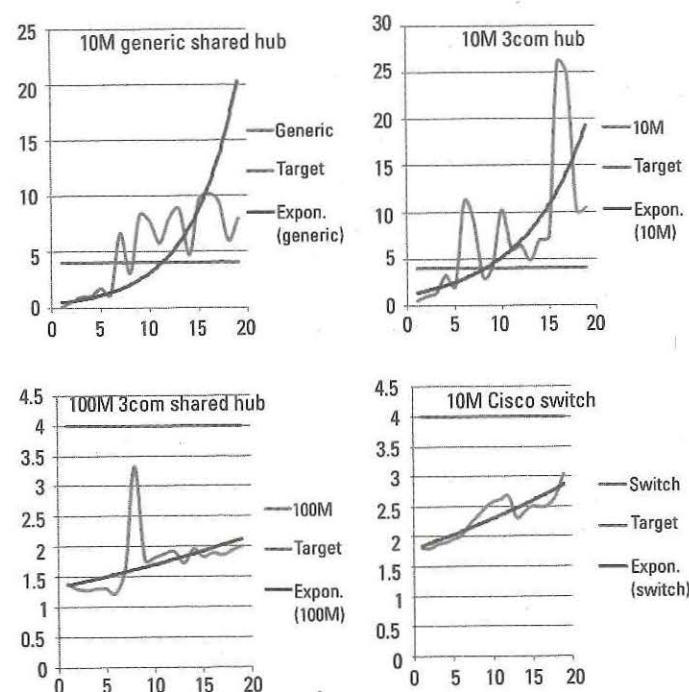 10M generic shared hub
25
20
15
10
5
0
0 5 10 15 20
Generic
Target
Expon.
(generic)
10M 3com hub
30
25
20
15
10
5
0
0 5 10 15 20
10M
Target
Expon.
(10M)
100M 3com shared hub
4.5
4
3.5
3
2.5
2
1.5
1
0.5
0
0 5 10 15 20
100M
Target
Expon.
(100M)
10M Cisco switch
4.5
4
3.5
3
2.5
2
1.5
1
0.5
0
0 5 10 15 20
Switch
Target
Expon.
(switch)